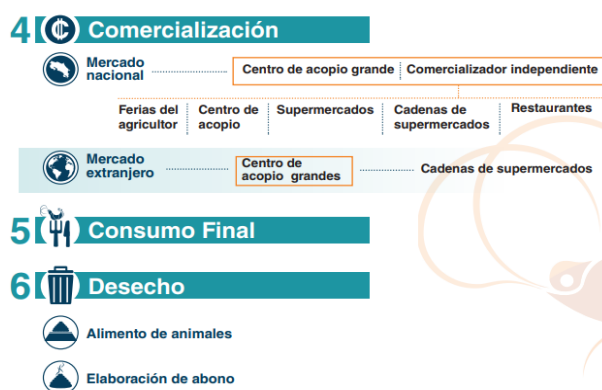 4 ₡ Comercialización
Mercado
nacional
Centro de acopio grande Comercializador independiente
Ferias del
agricultor
Centro de
acopio
Supermercados
Cadenas de
supermercados
Restaurantes
Mercado
extranjero
Centro de
acopio grandes
Cadenas de supermercados
5 Consumo Final
6 Desecho
Alimento de animales
Elaboración de abono